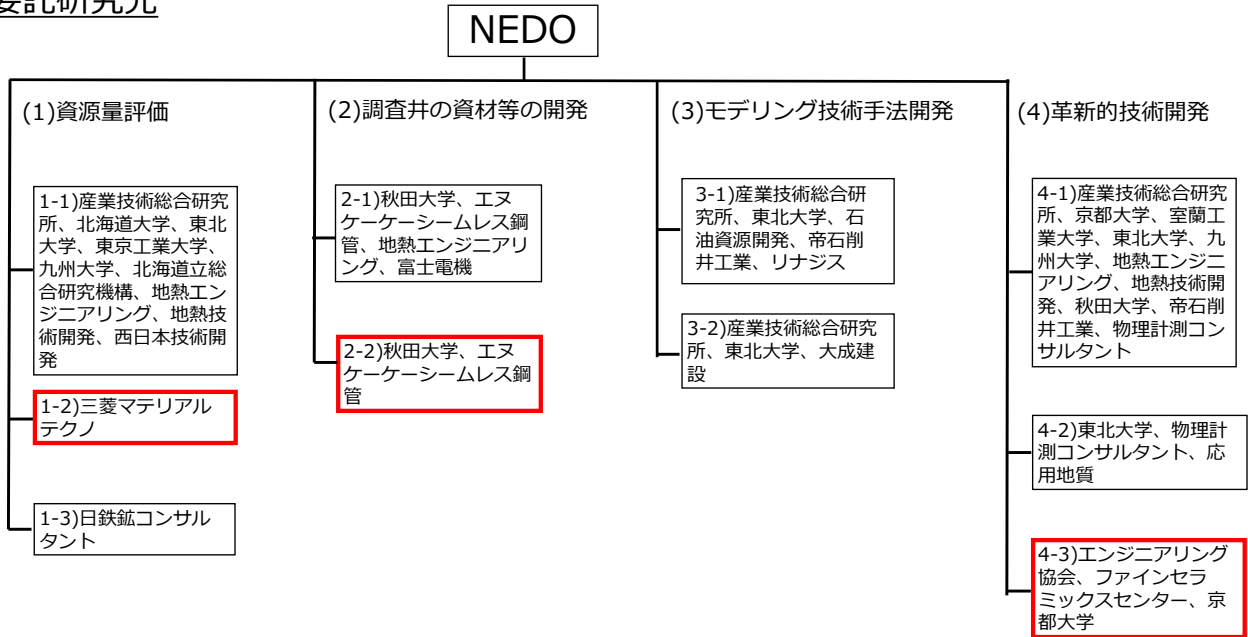 委託研究先
NEDO
(1)資源量評価
1-1)産業技術総合研究
所、北海道大学、東北
大学、東京工業大学、
九州大学、北海道立総
合研究機構、地熱エン
ジニアリング、地熱技
術開発、西日本技術開
発
1-2)三菱マテリアル
テクノ
1-3)日鉄鉱コンサル
タント
(2)調査井の資材等の開発
2-1)秋田大学、エヌ
ケーケーシームレス鋼
管、地熱エンジニアリ
ング、富士電機
2-2)秋田大学、エヌ
ケーケーシームレス鋼
管
(3)モデリング技術手法開発
3-1)産業技術総合研
究所、東北大学、石
油資源開発、帝石削
井工業、リナジス
3-2)産業技術総合研究
所、東北大学、大成建
設
(4)革新的技術開発
4-1)産業技術総合研究
所、京都大学、室蘭工
業大学、東北大学、九
州大学、地熱エンジニ
アリング、地熱技術開
発、秋田大学、帝石削
井工業、物理計測コン
サルタント
4-2)東北大学、物理計
測コンサルタント、応
用地質
4-3)エンジニアリング
協会、ファインセラ
ミックスセンター、京
都大学